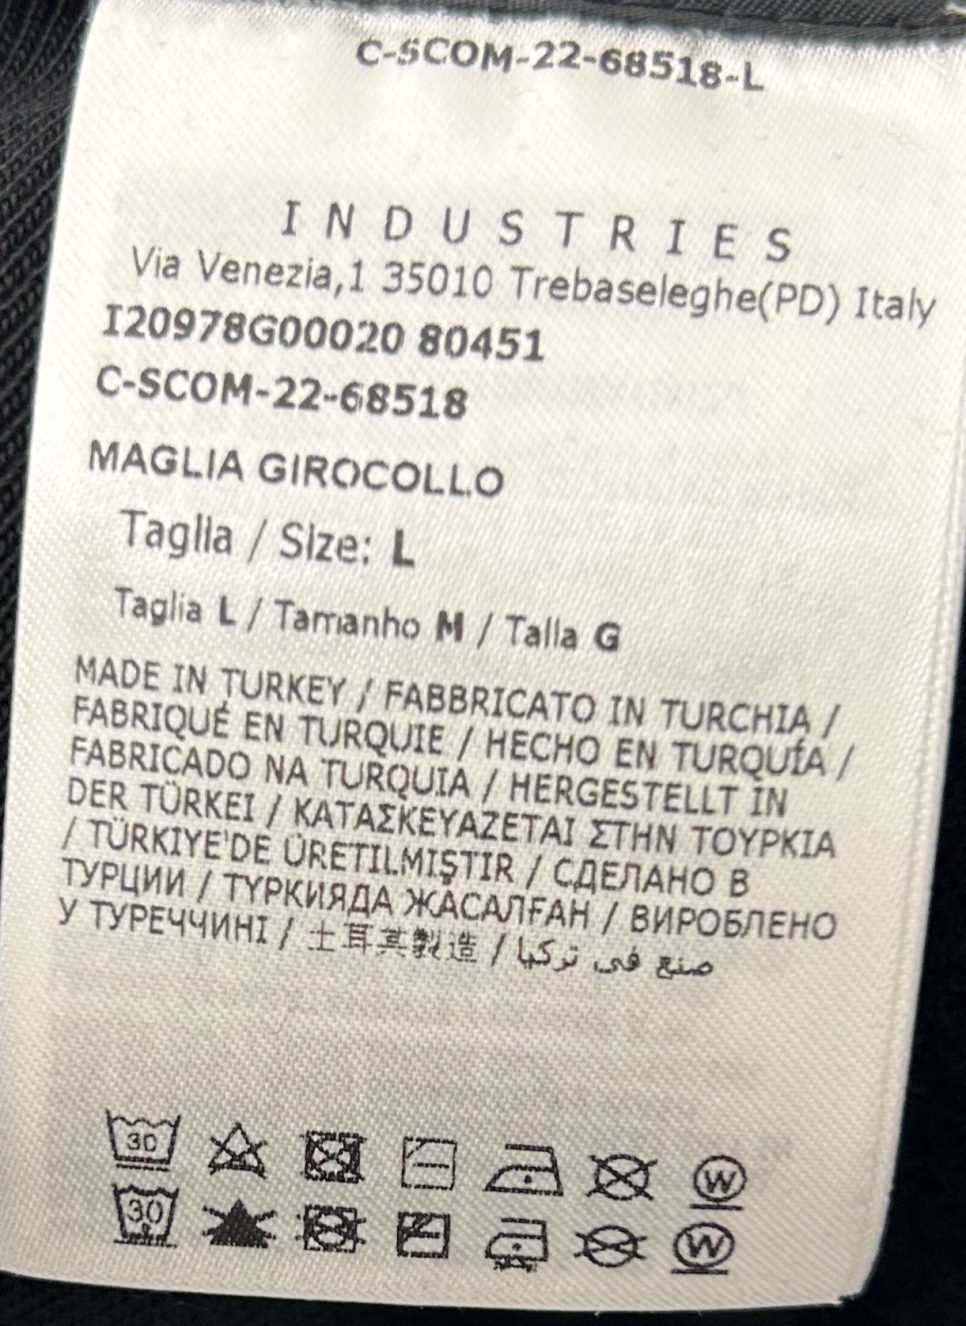 C-SCOM-22-68518-L
INDUSTRIES
Via Venezia,1 35010 Trebaseleghe(PD) Italy
I20978G00020 80451
C-SCOM-22-68518
MAGLIA GIROCOLLO
Taglia / Size: L
Taglia L / Tamanho M / Talla G
MADE IN TURKEY / FABBRICATO IN TURCHIA /
FABRIQUÉ EN TURQUIE / HECHO EN TURQUÍA /
FABRICADO NA TURQUIA / HERGESTELLT IN
DER TÜRKEI / ΚΑΤΑΣΚΕΥΑΖΕΤΑΙ ΣΤΗΝ ΤΟΥΡΚΙΑ
/ TÜRKIYE'DE ÜRETILMIŞTIR / СДЕЛАНО В
ТУРЦИИ / ТҮРКИЯДА ЖАСАЛҒАН / ВИРОБЛЕНО
У ТУРЕЧЧИНІ / 土耳其製造 / صنع في تركيا
30 W
30 W